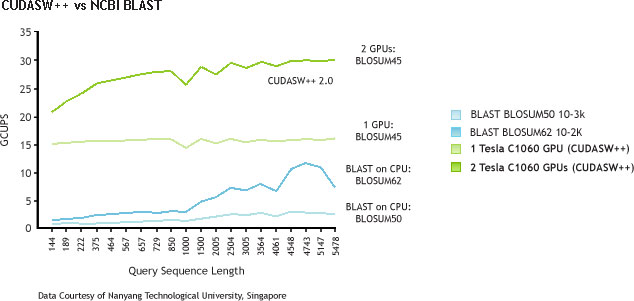 CUDASW++ vs NCBI BLAST
35
30
25
20
15
10
5
0
GCUPS
2 GPUs:
BLOSUM45
CUDASW++ 2.0
1 GPU:
BLOSUM45
BLAST on CPU:
BLOSUM62
BLAST on CPU:
BLOSUM50
BLAST BLOSUM50 10-3k
BLAST BLOSUM62 10-2K
1 Tesla C1060 GPU (CUDASW++)
2 Tesla C1060 GPUs (CUDASW++)
144
189
222
375
464
567
657
729
850
1000
1500
2005
2504
3005
3564
4061
4548
4743
5147
5478
Query Sequence Length
Data Courtesy of Nanyang Technological University, Singapore